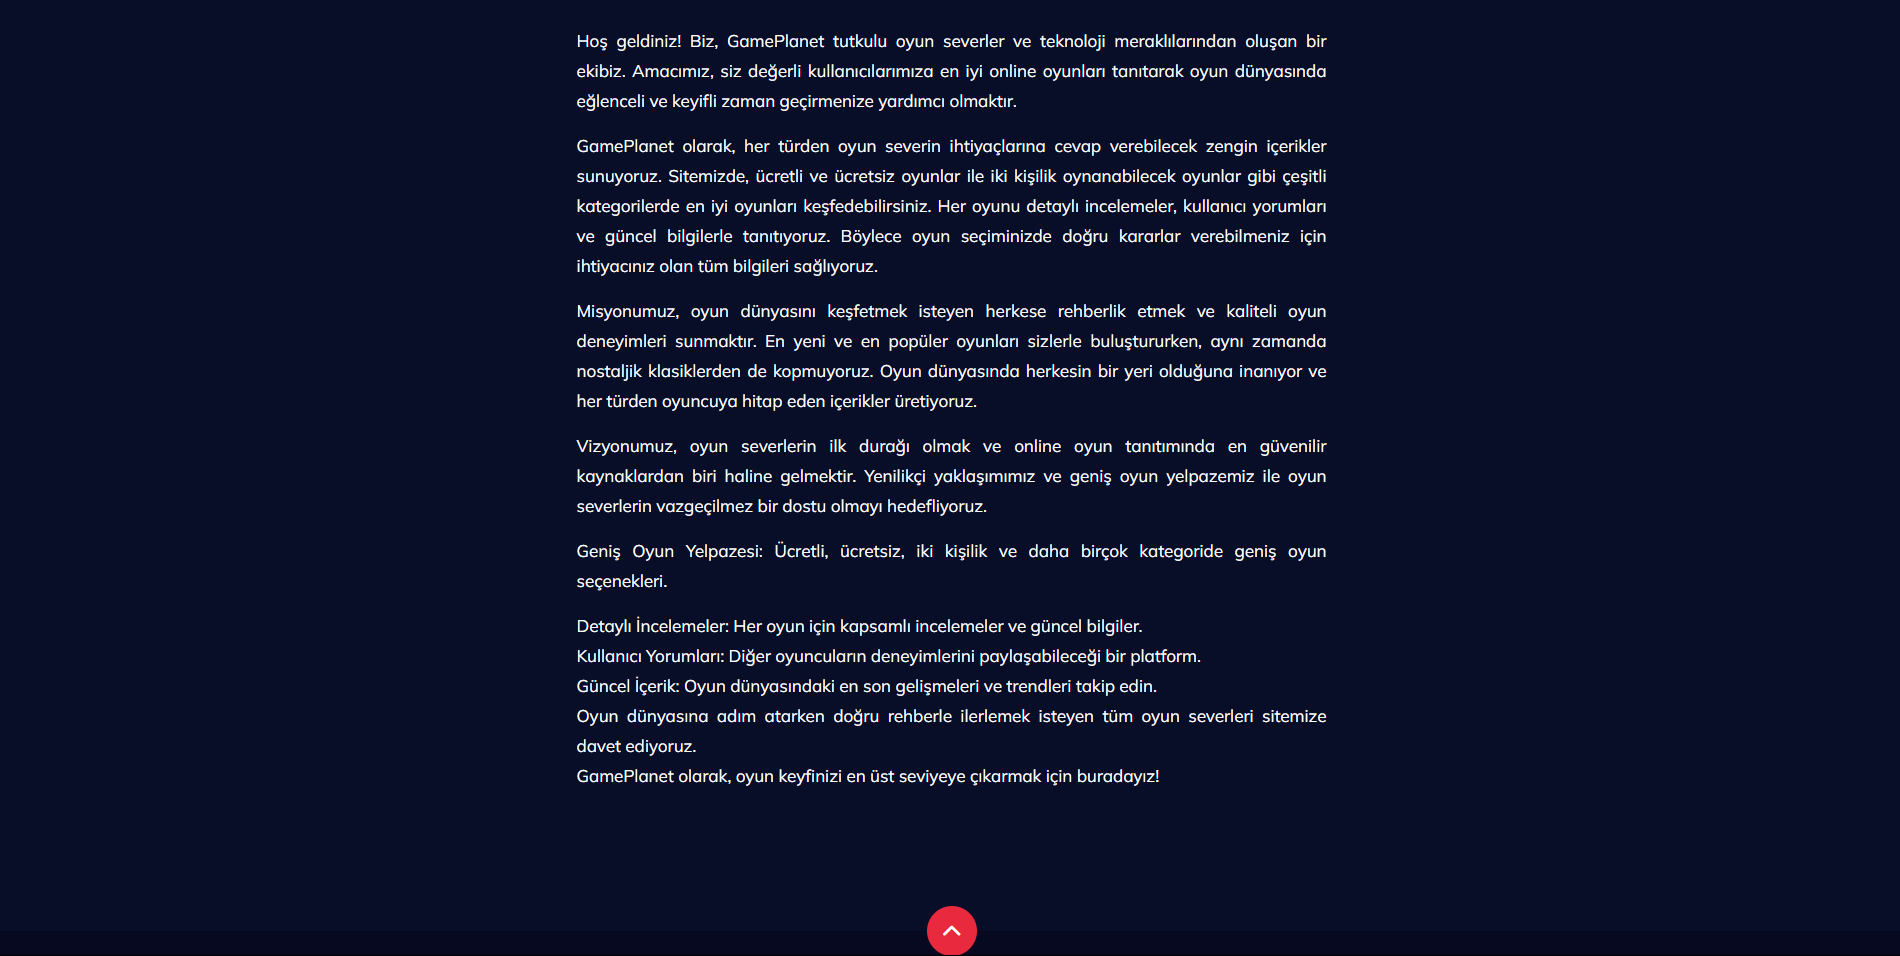 Hoş geldiniz! Biz, GamePlanet tutkulu oyun severler ve teknoloji meraklılarından oluşan bir
ekibiz. Amacımız, siz değerli kullanıcılarımıza en iyi online oyunları tanıtarak oyun dünyasında
eğlenceli ve keyifli zaman geçirmenize yardımcı olmaktır.
GamePlanet olarak, her türden oyun severin ihtiyaçlarına cevap verebilecek zengin içerikler
sunuyoruz. Sitemizde, ücretli ve ücretsiz oyunlar ile iki kişilik oynanabilecek oyunlar gibi çeşitli
kategorilerde en iyi oyunları keşfedebilirsiniz. Her oyunu detaylı incelemeler, kullanıcı yorumları
ve güncel bilgilerle tanıtıyoruz. Böylece oyun seçiminizde doğru kararlar verebilmeniz için
ihtiyacınız olan tüm bilgileri sağlıyoruz.
Misyonumuz, oyun dünyasını keşfetmek isteyen herkese rehberlik etmek ve kaliteli oyun
deneyimleri sunmaktır. En yeni ve en popüler oyunları sizlerle buluştururken, aynı zamanda
nostaljik klasiklerden de kopmuyoruz. Oyun dünyasında herkesin bir yeri olduğuna inanıyor ve
her türden oyuncuya hitap eden içerikler üretiyoruz.
Vizyonumuz, oyun severlerin ilk durağı olmak ve online oyun tanıtımında en güvenilir
kaynaklardan biri haline gelmektir. Yenilikçi yaklaşımımız ve geniş oyun yelpazemiz ile oyun
severlerin vazgeçilmez bir dostu olmayı hedefliyoruz.
Geniş Oyun Yelpazesi: Ücretli, ücretsiz, iki kişilik ve daha birçok kategoride geniş oyun
seçenekleri.
Detaylı İncelemeler: Her oyun için kapsamlı incelemeler ve güncel bilgiler.
Kullanıcı Yorumları: Diğer oyuncuların deneyimlerini paylaşabileceği bir platform.
Güncel İçerik: Oyun dünyasındaki en son gelişmeleri ve trendleri takip edin.
Oyun dünyasına adım atarken doğru rehberle ilerlemek isteyen tüm oyun severleri sitemize
davet ediyoruz.
GamePlanet olarak, oyun keyfinizi en üst seviyeye çıkarmak için buradayız!